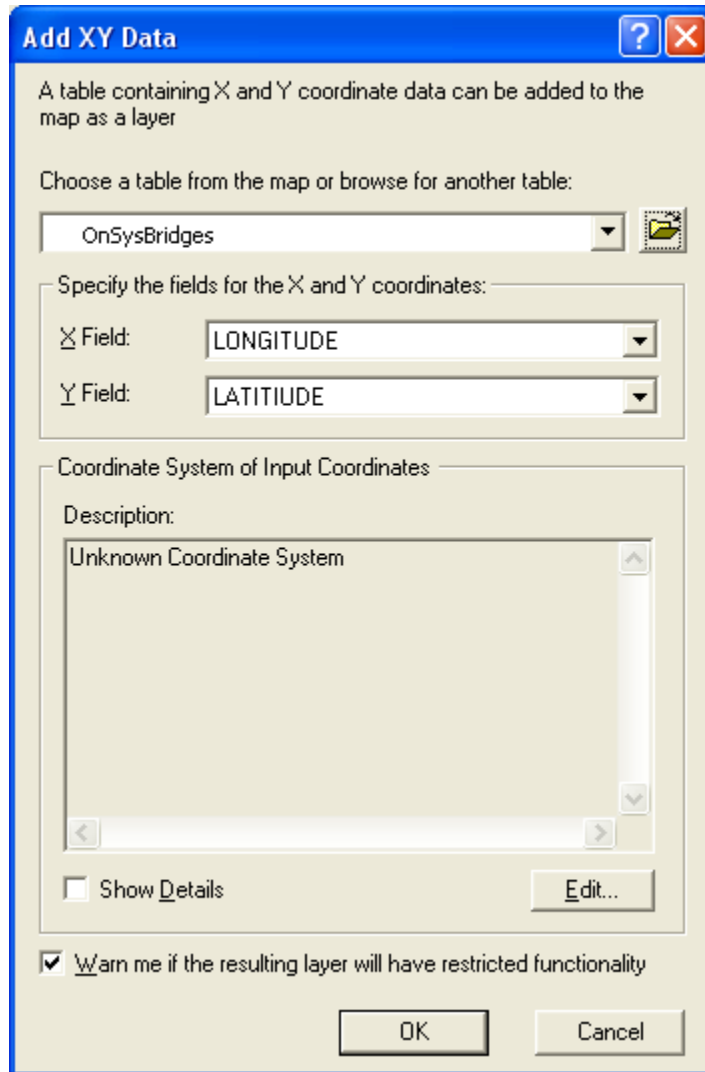 Add XY Data
A table containing X and Y coordinate data can be added to the
map as a layer
Choose a table from the map or browse for another table:
OnSysBridges
Specify the fields for the X and Y coordinates:
X Field: LONGITUDE
Y Field: LATITIUDE
Coordinate System of Input Coordinates
Description:
Unknown Coordinate System
Show Details Edit...
Warn me if the resulting layer will have restricted functionality
OK Cancel